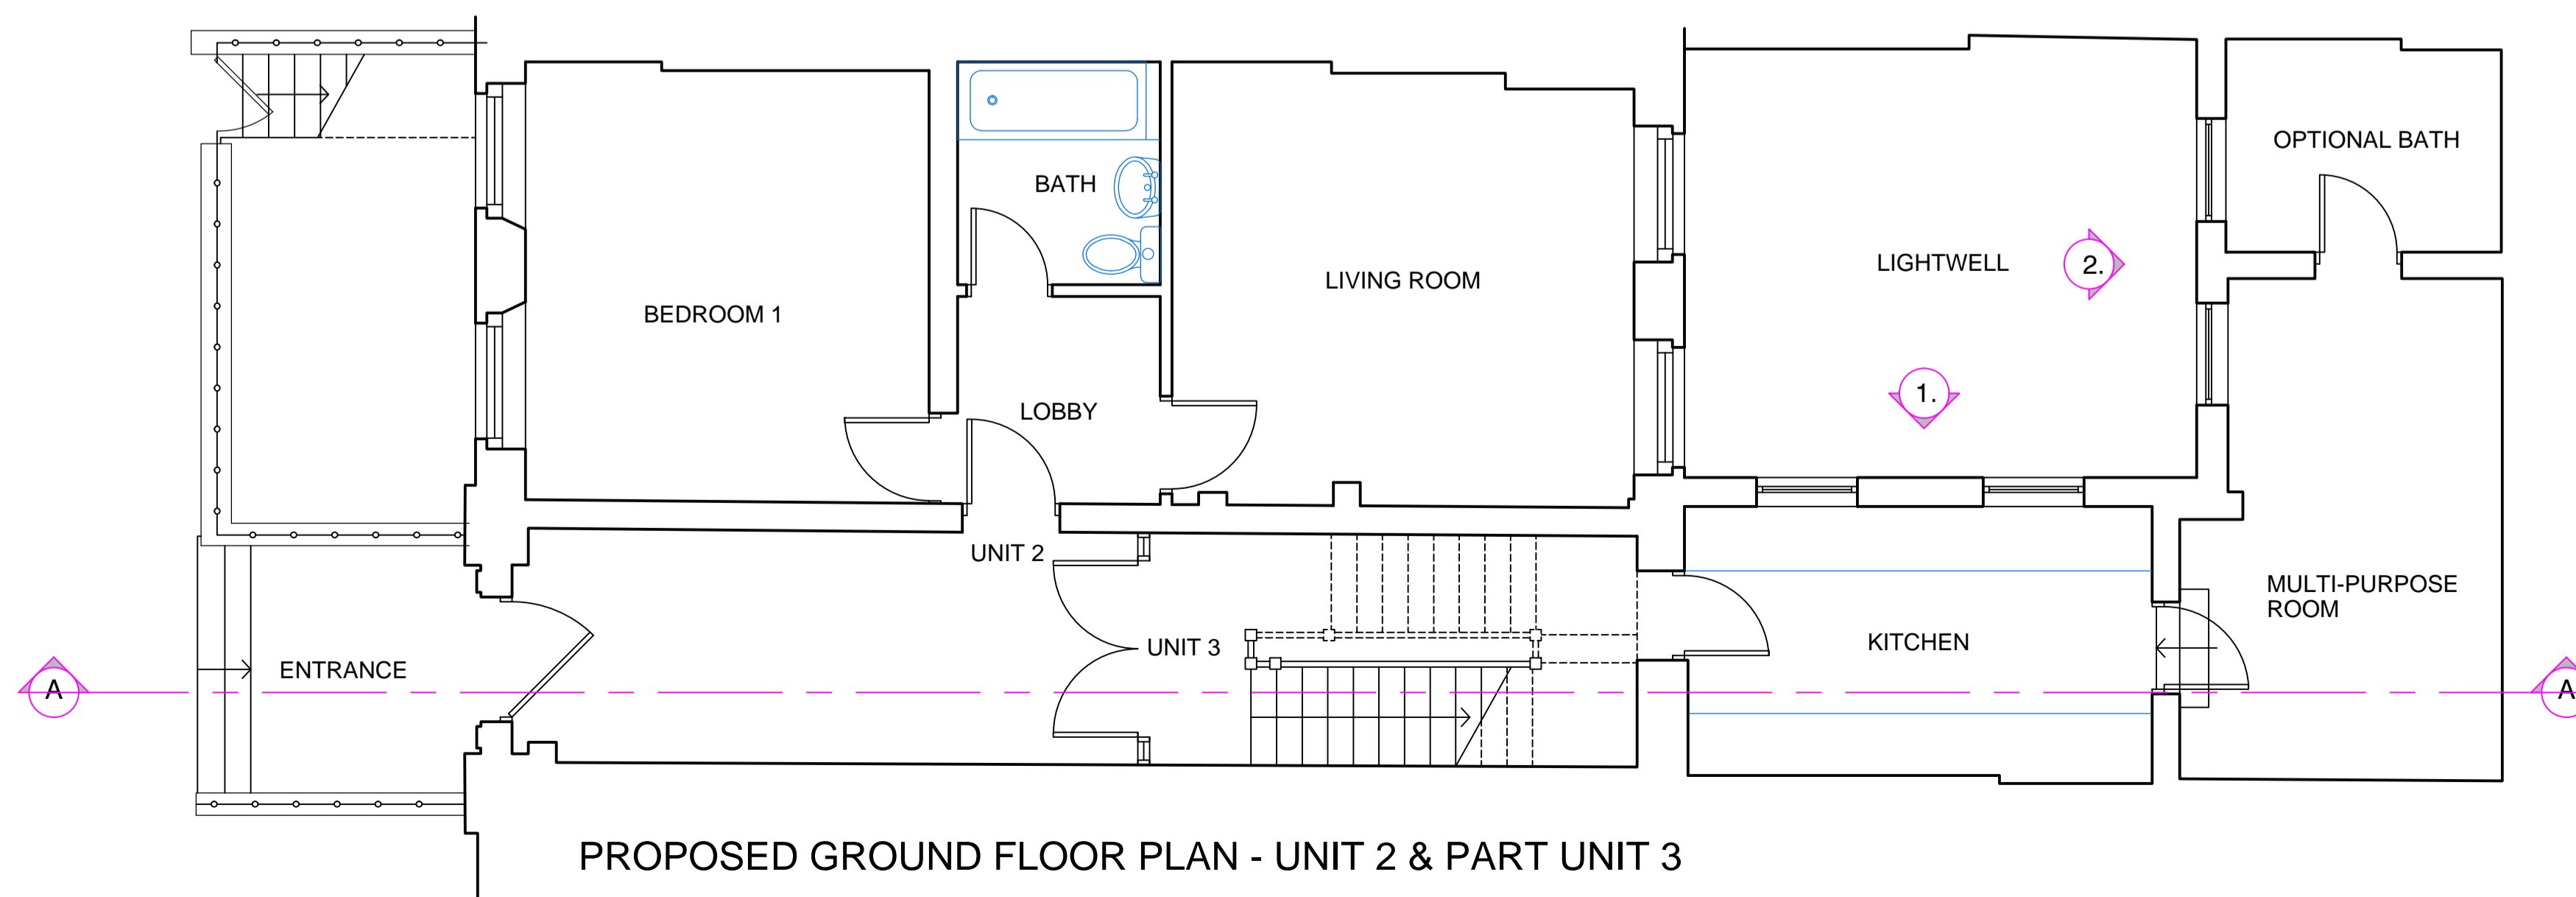 OPTIONAL BATH
BATH
LIGHTWELL
2.
LIVING ROOM
BEDROOM 1
1.
LOBBY
UNIT 2
MULTI-PURPOSE
ROOM
UNIT 3
KITCHEN
ENTRANCE
A
A
PROPOSED GROUND FLOOR PLAN - UNIT 2 & PART UNIT 3